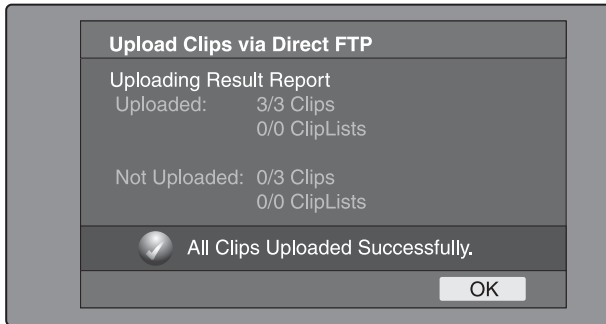 Upload Clips via Direct FTP
Uploading Result Report
Uploaded: 3/3 Clips
0/0 ClipLists
Not Uploaded: 0/3 Clips
0/0 ClipLists
All Clips Uploaded Successfully.
OK